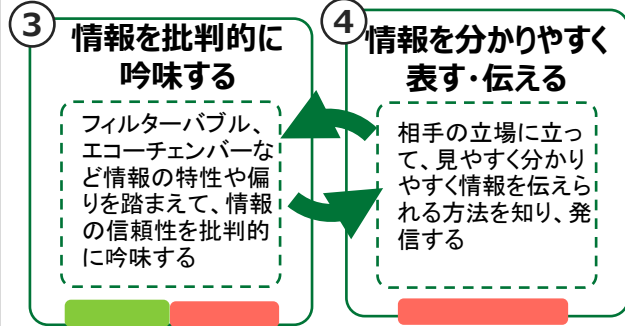 ③
情報を批判的に
吟味する
フィルターバブル、
エコーチェンバーな
ど情報の特性や偏
りを踏まえて、情報
の信頼性を批判的
に吟味する
④
情報を分かりやすく
表す・伝える
相手の立場に立っ
て、見やすく分かり
やすく情報を伝えら
れる方法を知り、発
信する